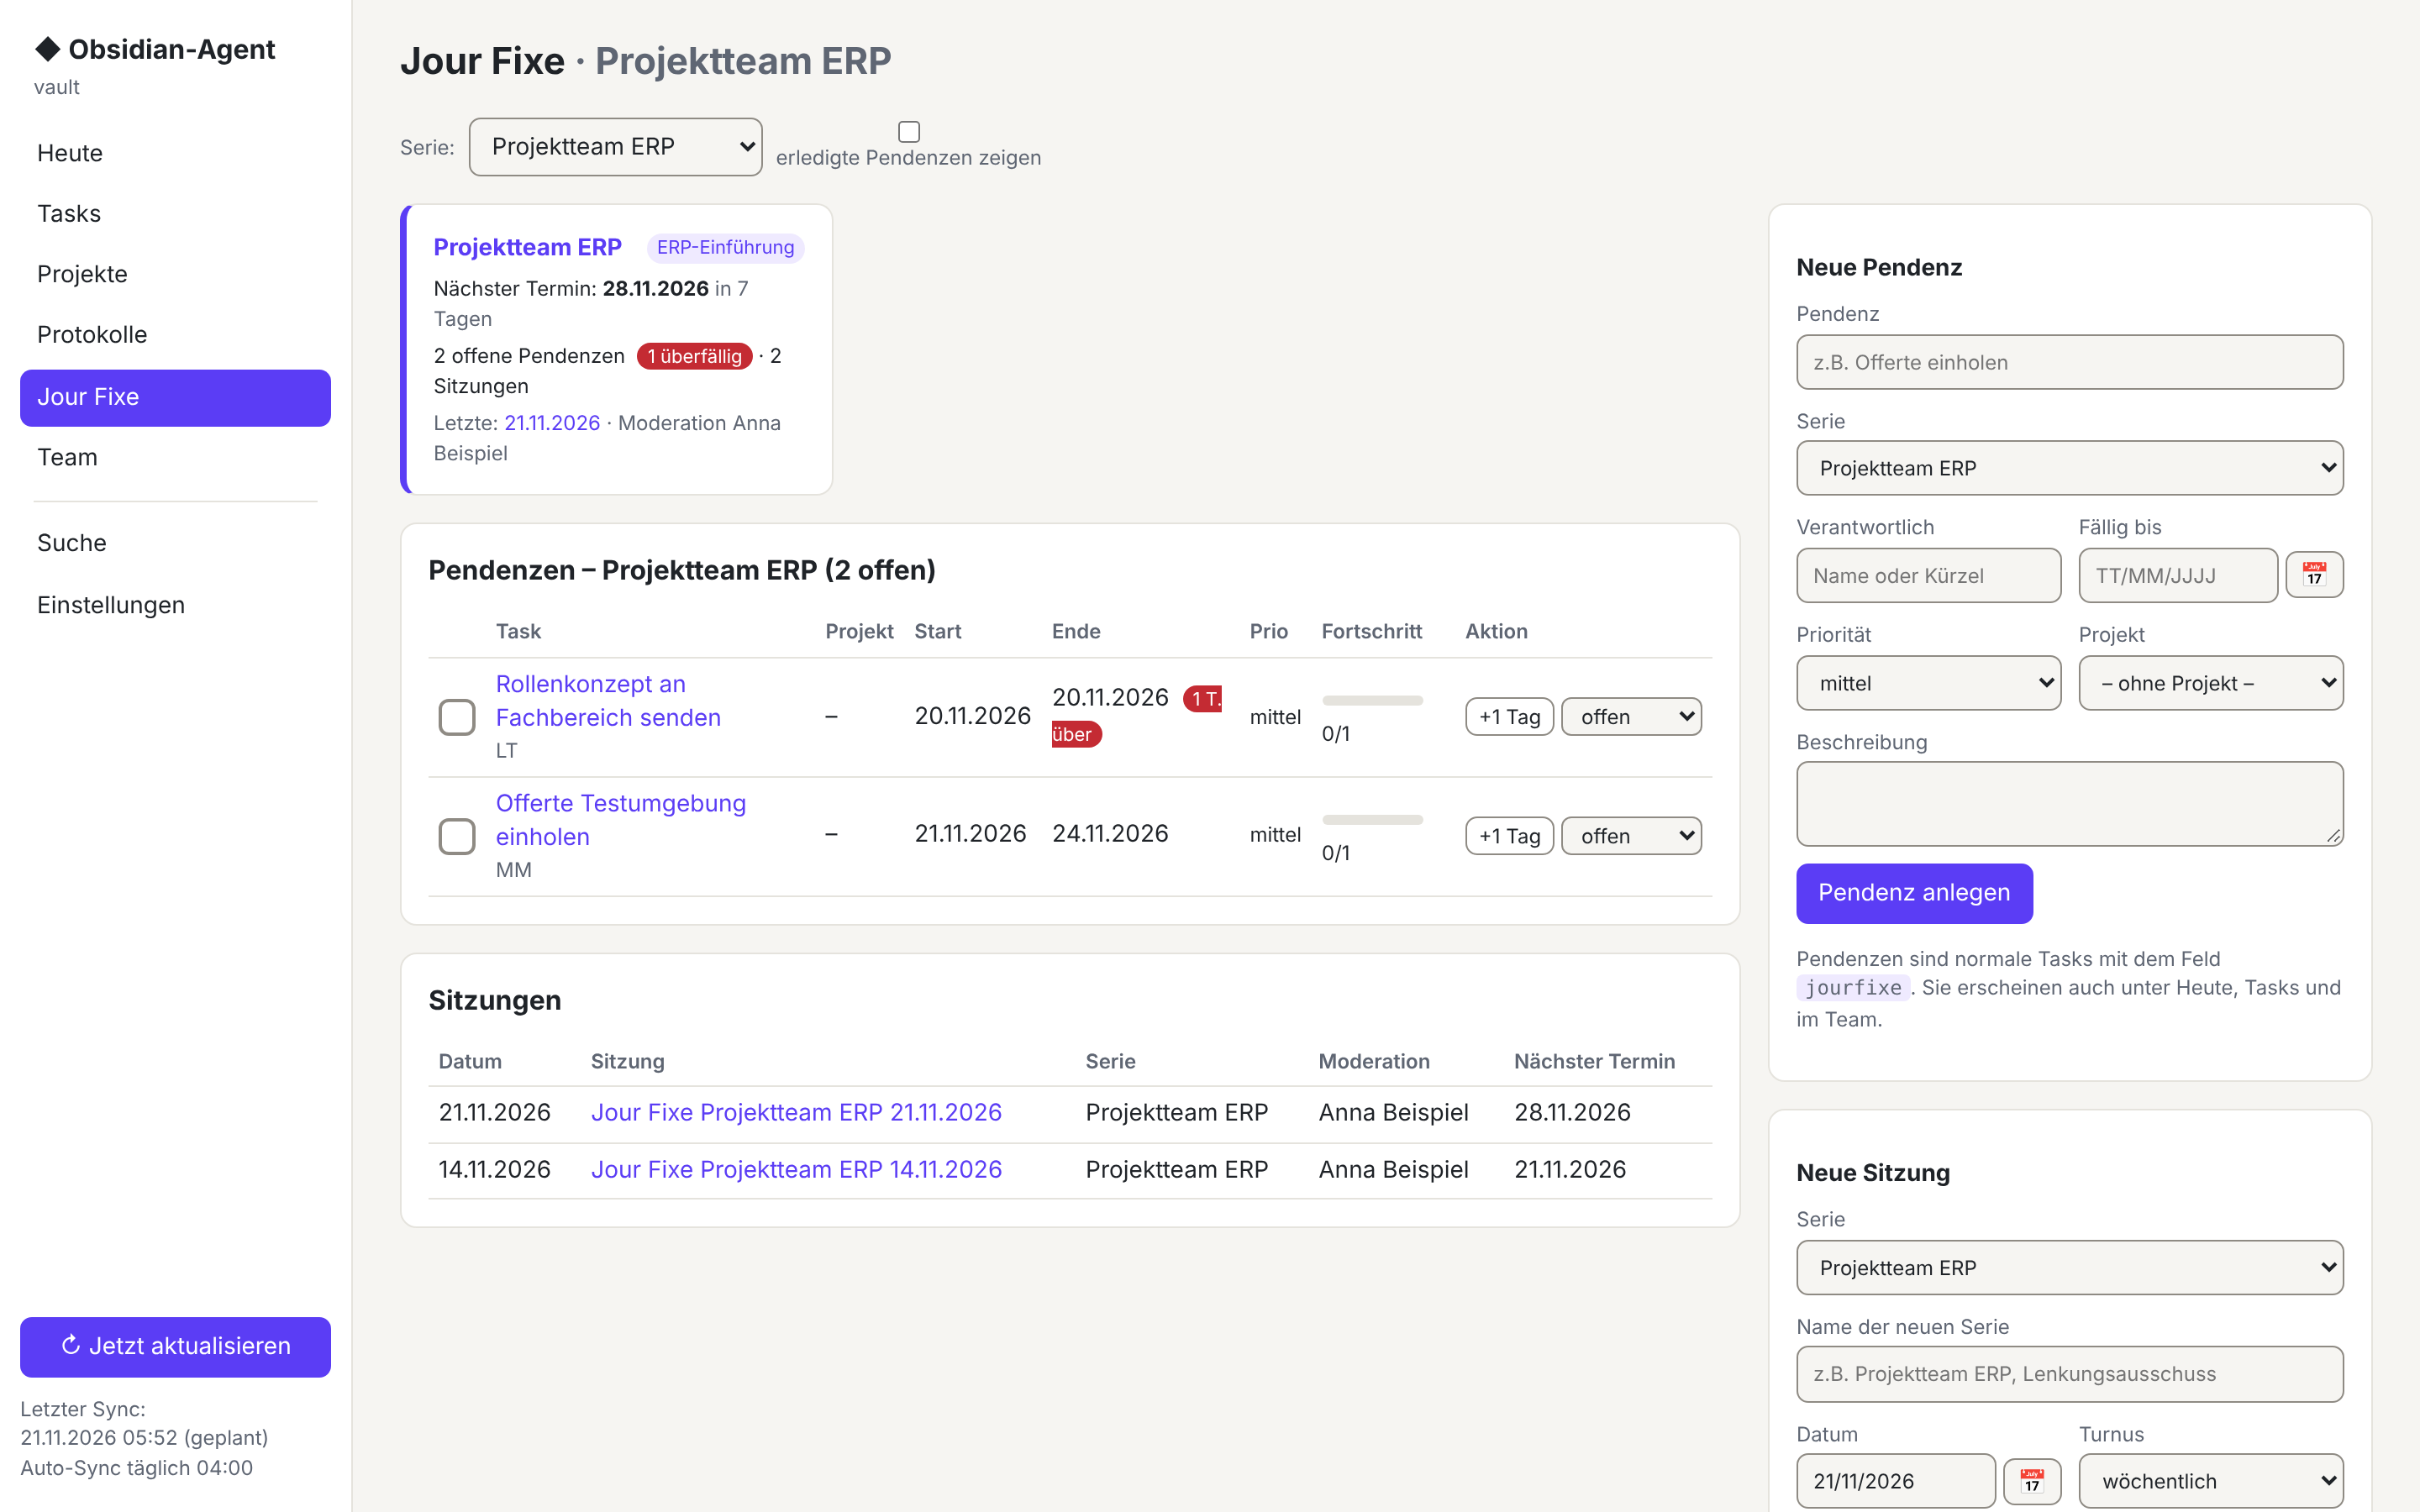 ◆ Obsidian-Agent
vault
Heute
Tasks
Projekte
Protokolle
Jour Fixe
Team
Suche
Einstellungen
↻ Jetzt aktualisieren
Letzter Sync:
21.11.2026 05:52 (geplant)
Auto-Sync täglich 04:00
Jour Fixe · Projektteam ERP
Serie: Projektteam ERP
erledigte Pendenzen zeigen
Projektteam ERP ERP-Einführung
Nächster Termin: 28.11.2026 in 7
Tagen
2 offene Pendenzen 1 überfällig · 2
Sitzungen
Letzte: 21.11.2026 · Moderation Anna
Beispiel
Pendenzen – Projektteam ERP (2 offen)
Task Projekt Start Ende Prio Fortschritt Aktion
Rollenkonzept an
Fachbereich senden
LT
–
20.11.2026
20.11.2026 1 T.
über
mittel
0/1
+1 Tag offen
Offerte Testumgebung
einholen
MM
–
21.11.2026
24.11.2026
mittel
0/1
+1 Tag offen
Sitzungen
Datum Sitzung Serie Moderation Nächster Termin
21.11.2026 Jour Fixe Projektteam ERP 21.11.2026 Projektteam ERP Anna Beispiel 28.11.2026
14.11.2026 Jour Fixe Projektteam ERP 14.11.2026 Projektteam ERP Anna Beispiel 21.11.2026
Neue Pendenz
Pendenz
z.B. Offerte einholen
Serie
Projektteam ERP
Verantwortlich Fällig bis
Name oder Kürzel TT/MM/JJJJ
Priorität Projekt
mittel – ohne Projekt –
Beschreibung
Pendenz anlegen
Pendenzen sind normale Tasks mit dem Feld
jourfixe. Sie erscheinen auch unter Heute, Tasks und
im Team.
Neue Sitzung
Serie
Projektteam ERP
Name der neuen Serie
z.B. Projektteam ERP, Lenkungsausschuss
Datum Turnus
21/11/2026 wöchentlich